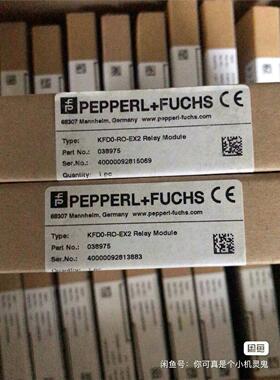 PEPPERL+FUCHS CE
68307 Mannheim, Germany www.pepperl-fuchs.com
Type: KFD0-RO-EX2 Relay Module
Part No.: 038975
Ser.No.: 40000092815069
Quantity: 1 ec
PEPPERL+FUCHS CE
68307 Mannheim, Germany www.pepperl-fuchs.com
Type: KFD0-RO-EX2 Relay Module
Part No.: 038975
Ser.No.: 40000092813883
闲鱼
闲鱼号:你可真是个小机灵鬼